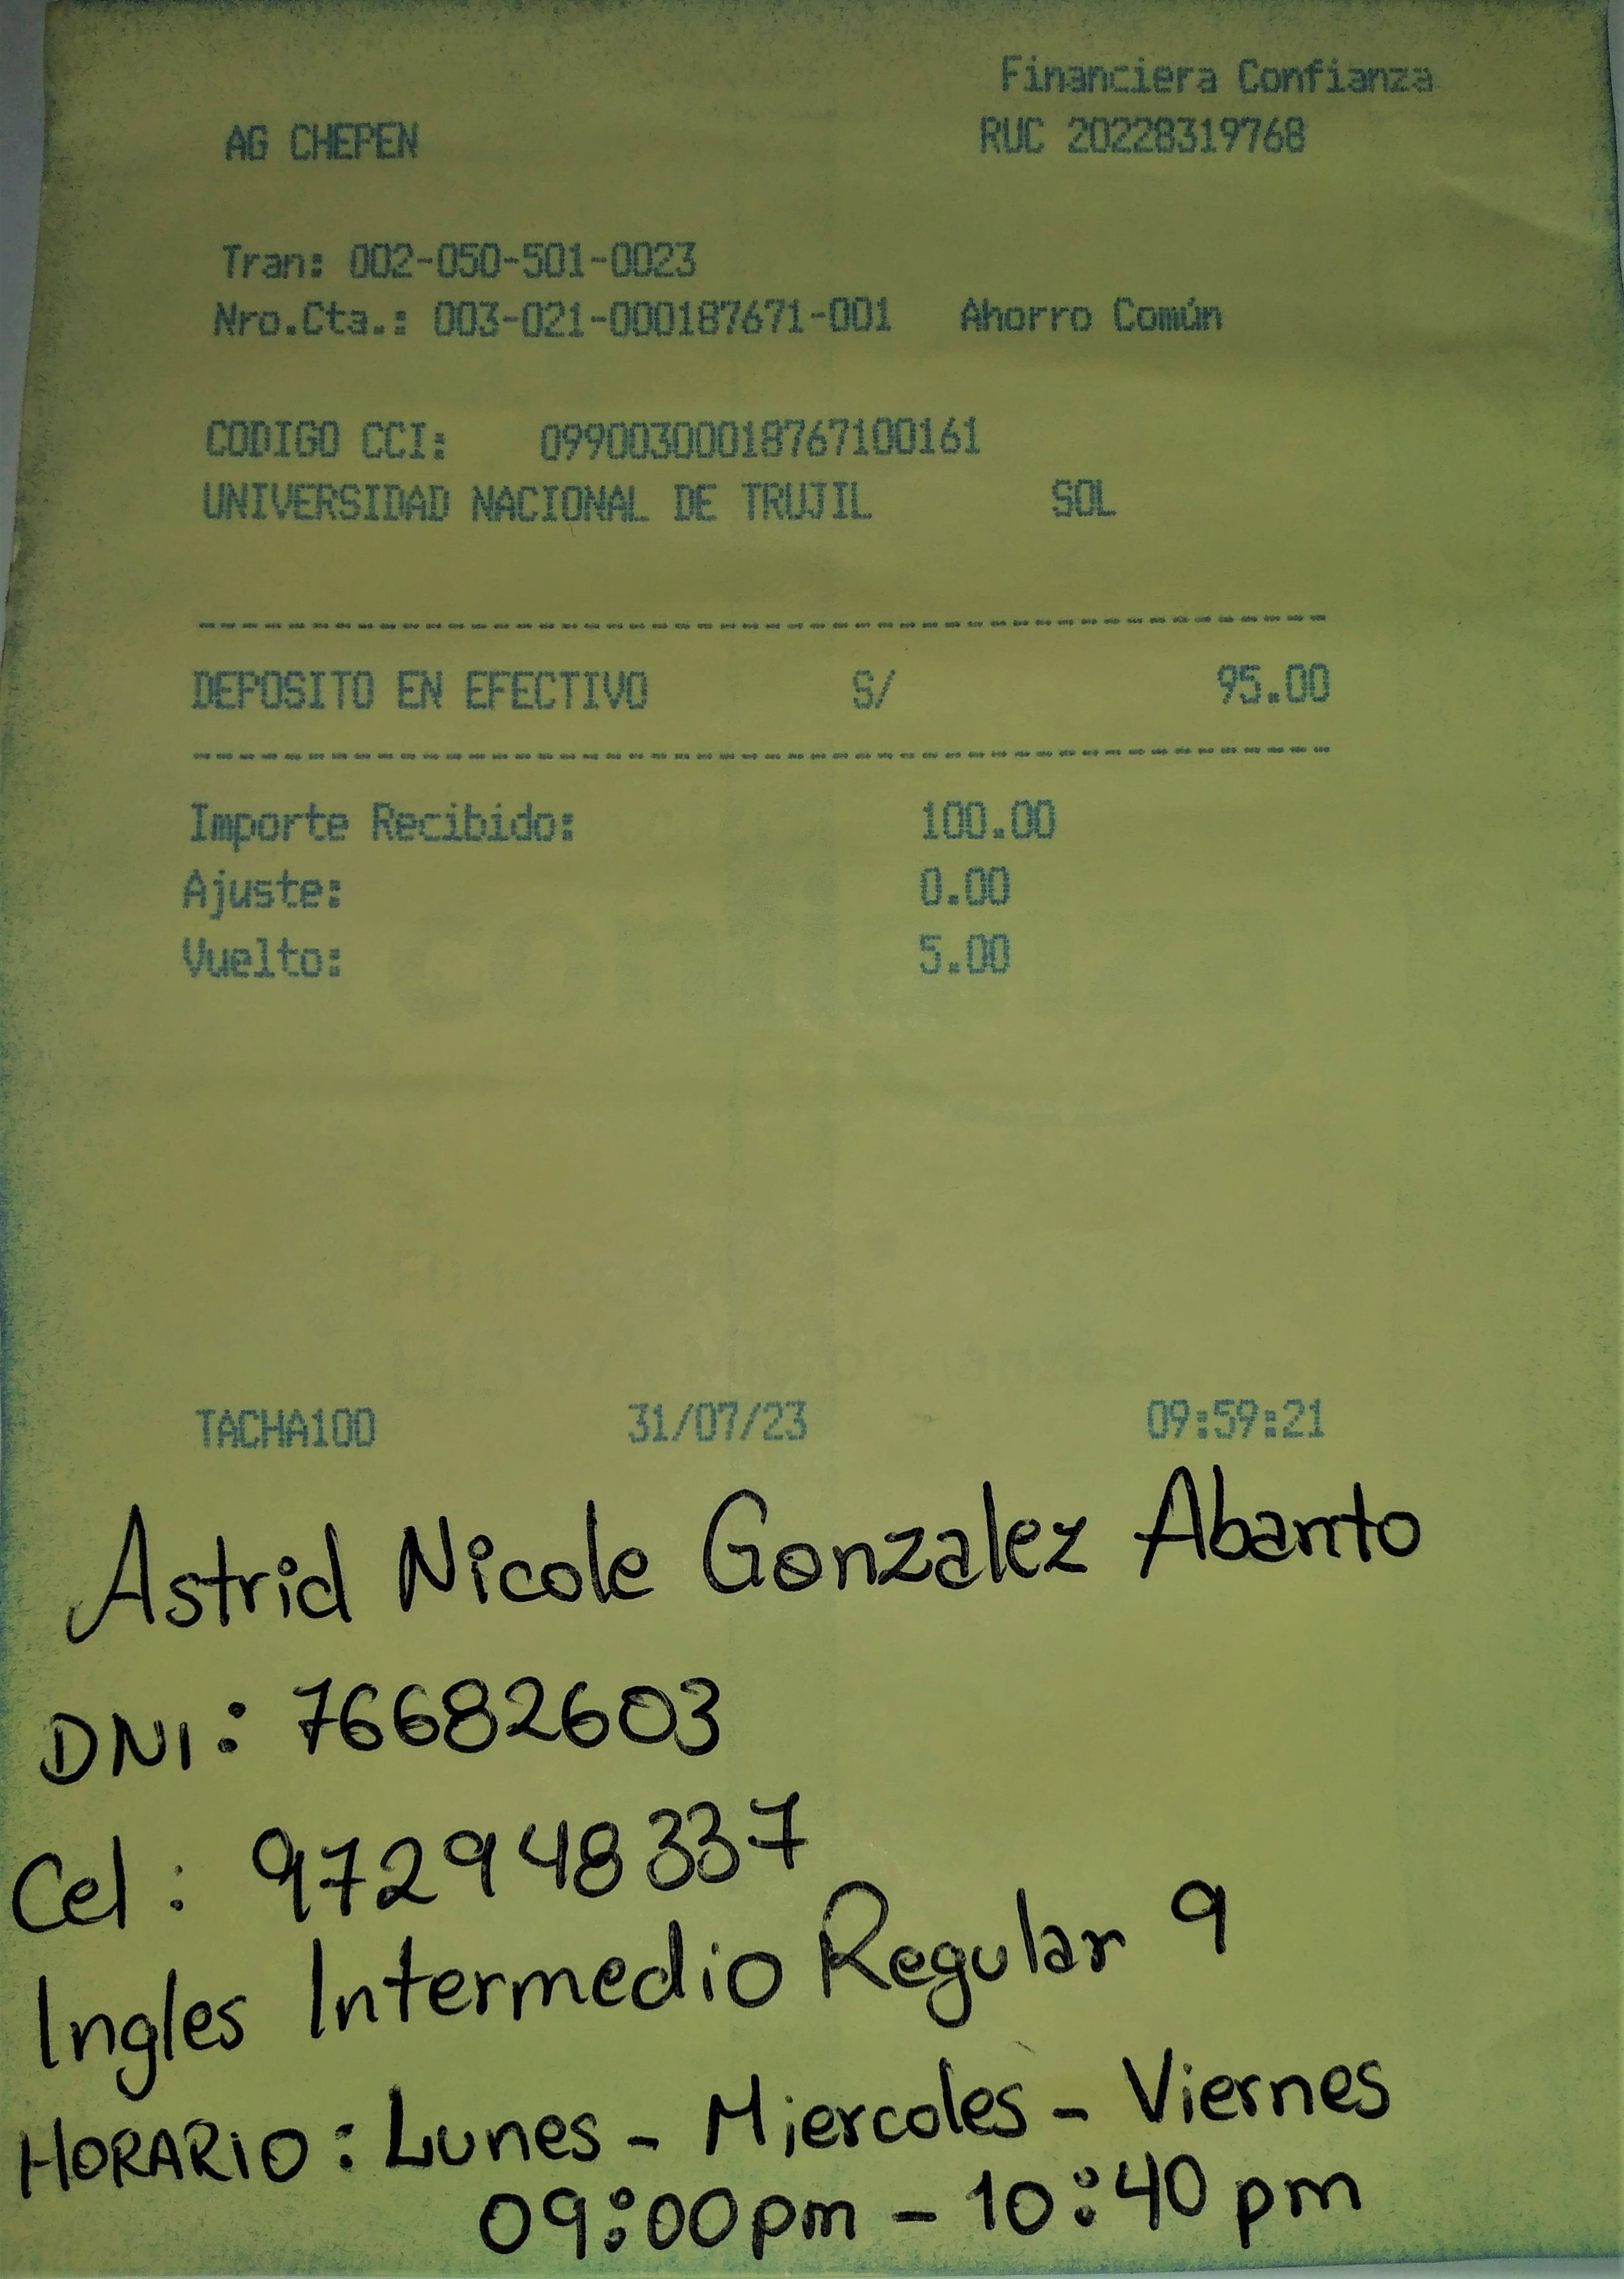 Financiera Confianza
AG CHEPEN RUC 20228319768
Tran: 002-050-501-0023
Nro.Cta.: 003-021-000187671-001 Ahorro Común
CODIGO CCI: 09900300018767100161
UNIVERSIDAD NACIONAL DE TRUJIL SOL
--------------------------------------------------
DEPOSITO EN EFECTIVO S/ 95.00
--------------------------------------------------
Importe Recibido: 100.00
Ajuste: 0.00
Vuelto: 5.00
TACHA100 31/07/23 09:59:21
Astrid Nicole Gonzalez Abanto
DNI: 76682603
Cel: 972948337
Ingles Intermedio Regular 9
HORARIO: Lunes - Miercoles - Viernes
09:00pm - 10:40 pm